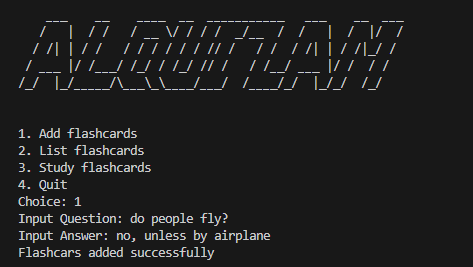 ALQUIZAM
1. Add flashcards
2. List flashcards
3. Study flashcards
4. Quit
Choice: 1
Input Question: do people fly?
Input Answer: no, unless by airplane
Flashcars added successfully